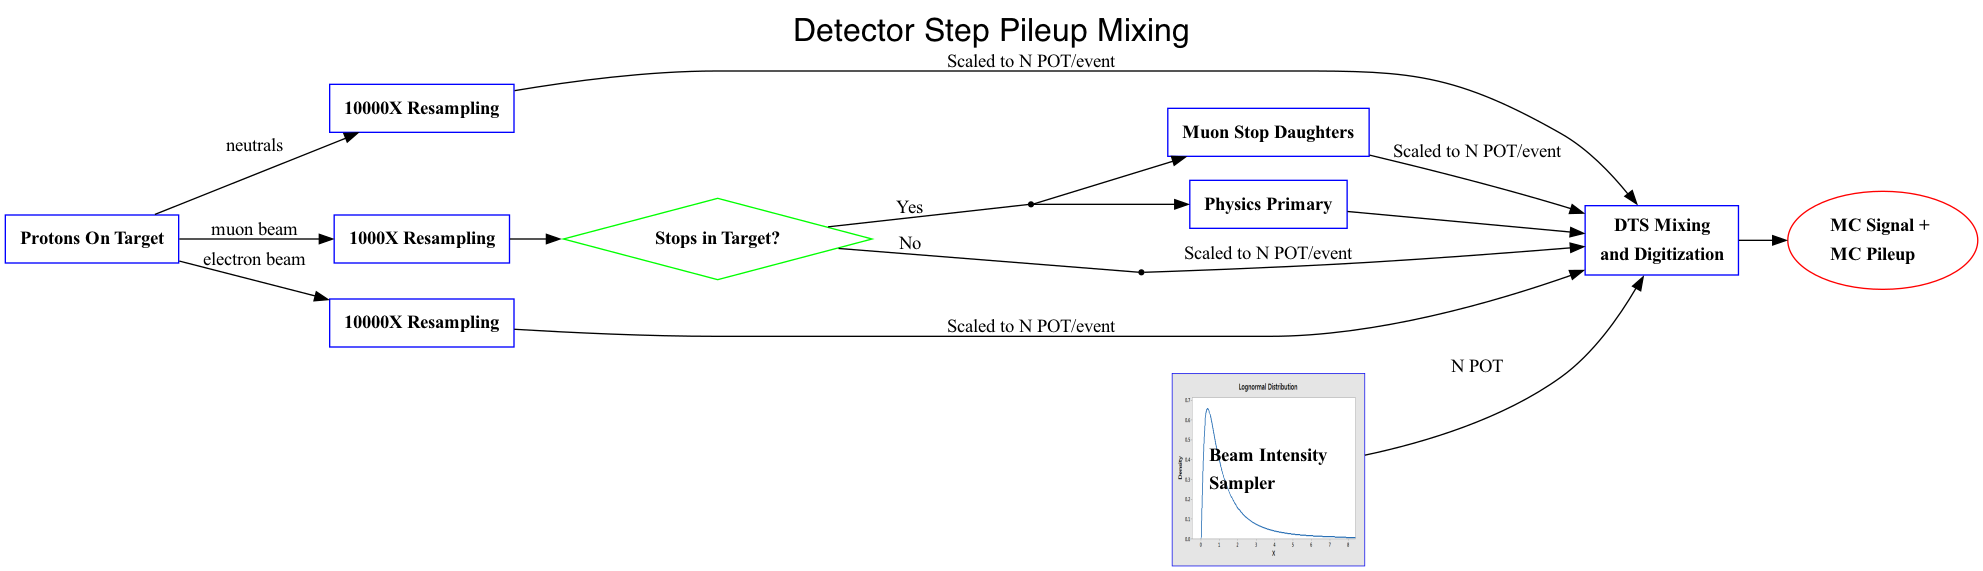 Detector Step Pileup Mixing
Scaled to N POT/event
10000X Resampling
neutrals
Muon Stop Daughters
Scaled to N POT/event
Physics Primary
Yes
Protons On Target
muon beam
1000X Resampling
Stops in Target?
No
Scaled to N POT/event
DTS Mixing
and Digitization
MC Signal +
MC Pileup
electron beam
10000X Resampling
Scaled to N POT/event
N POT
Lognormal Distribution
0.7
0.6
0.5
0.4
0.3
0.2
0.1
0.0
Density
Beam Intensity
Sampler
0 1 2 3 4 5 6 7 8
X